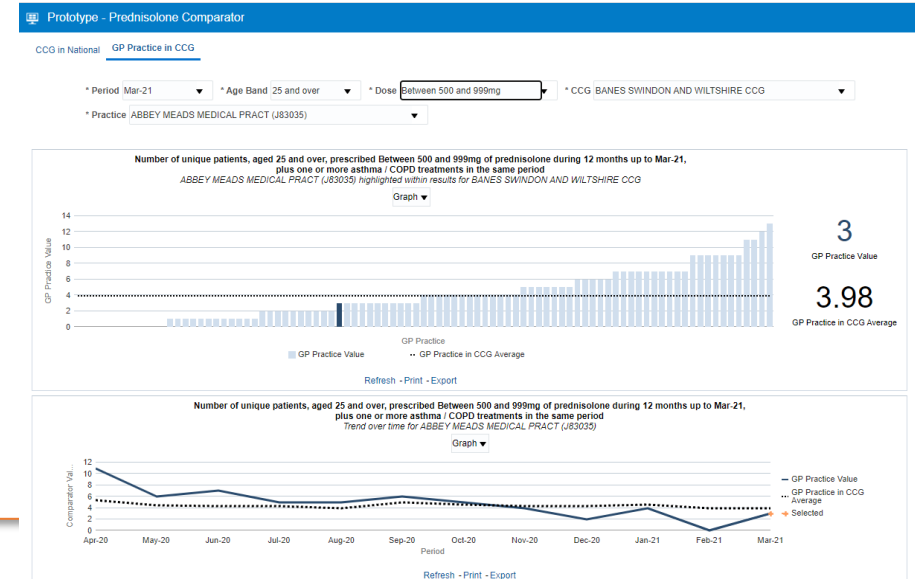 Prototype - Prednisolone Comparator
CCG in National GP Practice in CCG
* Period Mar-21 * Age Band 25 and over * Dose Between 500 and 999mg * CCG BANES SWINDON AND WILTSHIRE CCG
* Practice ABBEY MEADS MEDICAL PRACT (J83035)
Number of unique patients, aged 25 and over, prescribed Between 500 and 999mg of prednisolone during 12 months up to Mar-21,
plus one or more asthma / COPD treatments in the same period
ABBEY MEADS MEDICAL PRACT (J83035) highlighted within results for BANES SWINDON AND WILTSHIRE CCG
Graph
GP Practice Value
14
12
10
8
6
4
2
0
GP Practice
GP Practice Value GP Practice in CCG Average
3
GP Practice Value
3.98
GP Practice in CCG Average
Refresh - Print - Export
Number of unique patients, aged 25 and over, prescribed Between 500 and 999mg of prednisolone during 12 months up to Mar-21,
plus one or more asthma / COPD treatments in the same period
Trend over time for ABBEY MEADS MEDICAL PRACT (J83035)
Graph
Comparator Val...
12
10
8
6
4
2
0
Apr-20 May-20 Jun-20 Jul-20 Aug-20 Sep-20 Oct-20 Nov-20 Dec-20 Jan-21 Feb-21 Mar-21
Period
GP Practice Value
GP Practice in CCG
Average
Selected
Refresh - Print - Export